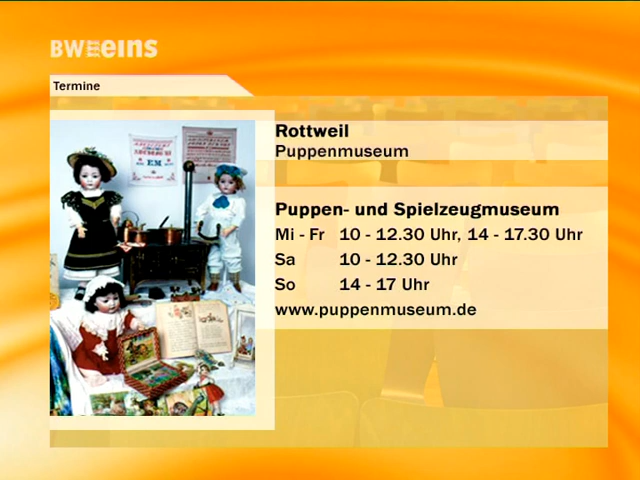 BW eins
Termine
Rottweil
Puppenmuseum
Puppen- und Spielzeugmuseum
Mi - Fr 10 - 12.30 Uhr, 14 - 17.30 Uhr
Sa 10 - 12.30 Uhr
So 14 - 17 Uhr
www.puppenmuseum.de